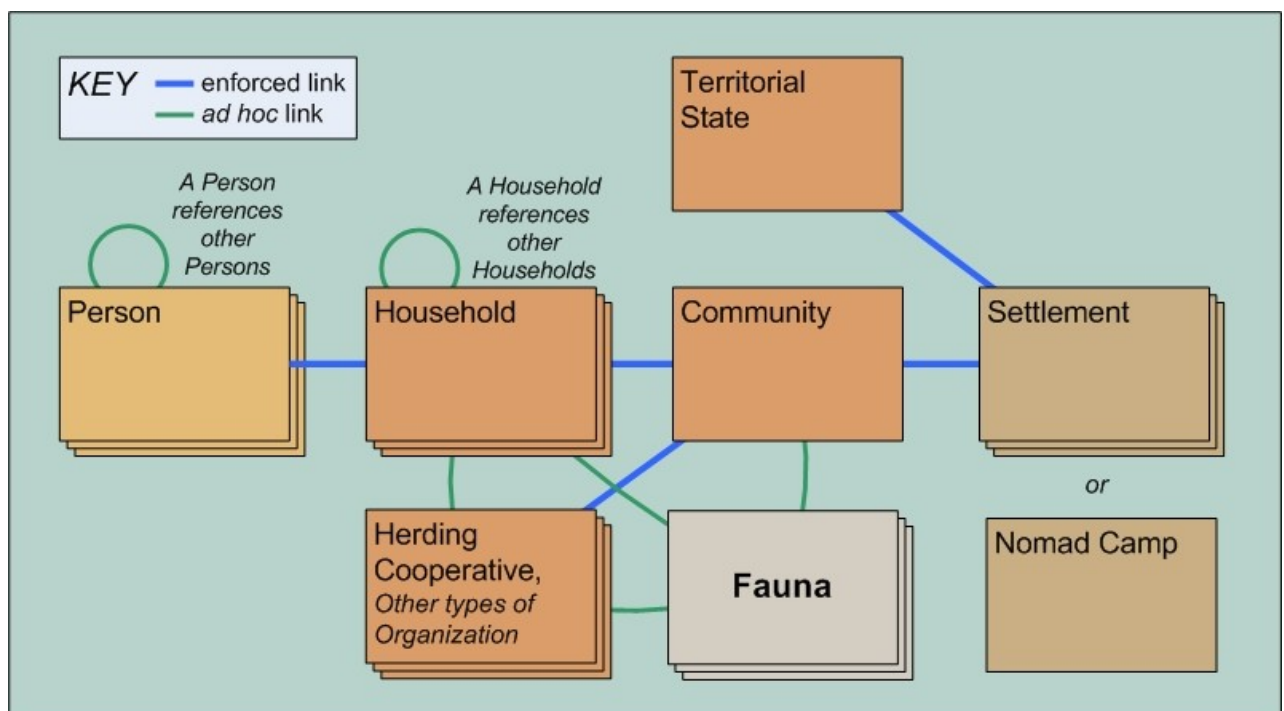 KEY
enforced link
ad hoc link
Territorial
State
A Person
references
other
Persons
A Household
references
other
Households
Person
Household
Community
Settlement
or
Herding
Cooperative,
Other types of
Organization
Fauna
Nomad Camp